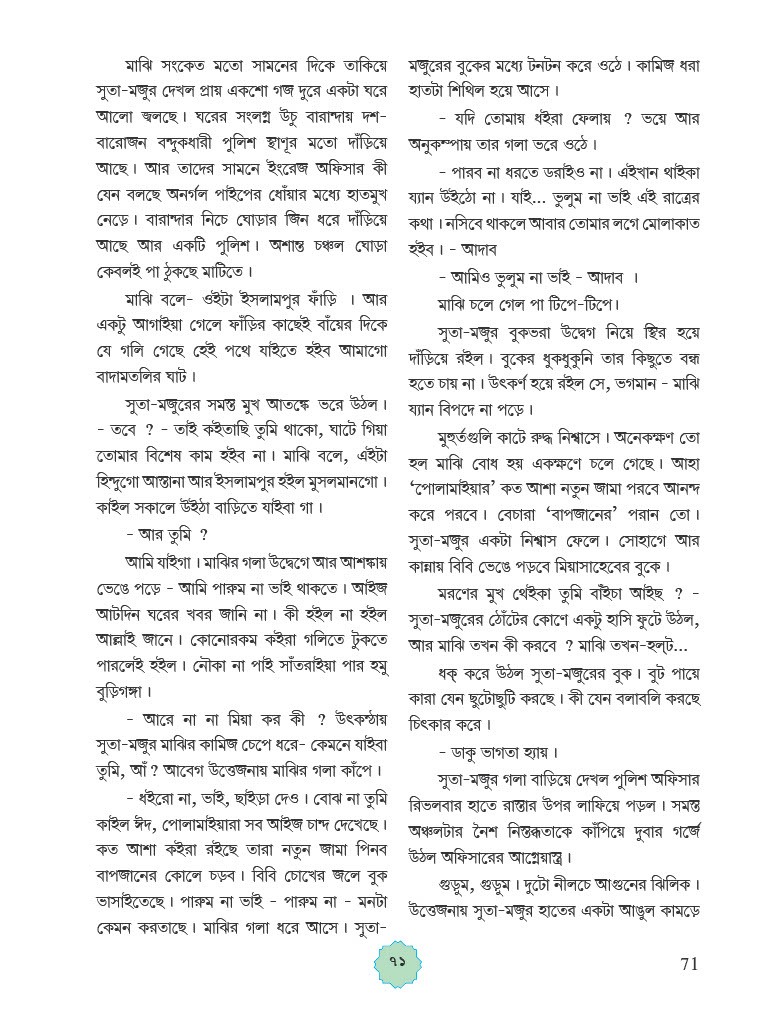 মাঝি সংকেত মতো সামনের দিকে তাকিয়ে
সুতা-মজুর দেখল প্রায় একশো গজ দুরে একটা ঘরে
আলো জ্বলছে। ঘরের সংলগ্ন উচু বারান্দায় দশ-
বারোজন বন্দুকধারী পুলিশ স্থাণূর মতো দাঁড়িয়ে
আছে। আর তাদের সামনে ইংরেজ অফিসার কী
যেন বলছে অনর্গল পাইপের ধোঁয়ার মধ্যে হাতমুখ
নেড়ে। বারান্দার নিচে ঘোড়ার জিন ধরে দাঁড়িয়ে
আছে আর একটি পুলিশ। অশান্ত চঞ্চল ঘোড়া
কেবলই পা ঠুকছে মাটিতে।
মাঝি বলে- ওইটা ইসলামপুর ফাঁড়ি । আর
একটু আগাইয়া গেলে ফাঁড়ির কাছেই বাঁয়ের দিকে
যে গলি গেছে হেই পথে যাইতে হইব আমাগো
বাদামতলির ঘাট।
সুতা-মজুরের সমস্ত মুখ আতঙ্কে ভরে উঠল।
- তবে ? - তাই কইতাছি তুমি থাকো, ঘাটে গিয়া
তোমার বিশেষ কাম হইব না। মাঝি বলে, এইটা
হিন্দুগো আস্তানা আর ইসলামপুর হইল মুসলমানগো।
কাইল সকালে উইঠা বাড়িতে যাইবা গা।
- আর তুমি ?
আমি যাইগা। মাঝির গলা উদ্বেগে আর আশঙ্কায়
ভেঙে পড়ে - আমি পারুম না ভাই থাকতে। আইজ
আটদিন ঘরের খবর জানি না। কী হইল না হইল
আল্লাই জানে। কোনোরকম কইরা গলিতে টুকতে
পারলেই হইল। নৌকা না পাই সাঁতরাইয়া পার হমু
বুড়িগঙ্গা।
- আরে না না মিয়া কর কী ? উৎকন্ঠায়
সুতা-মজুর মাঝির কামিজ চেপে ধরে- কেমনে যাইবা
তুমি, আঁ? আবেগ উত্তেজনায় মাঝির গলা কাঁপে।
- ধইরো না, ভাই, ছাইড়া দেও। বোঝ না তুমি
কাইল ঈদ, পোলামাইয়ারা সব আইজ চান্দ দেখেছে।
কত আশা কইরা রইছে তারা নতুন জামা পিনব
বাপজানের কোলে চড়ব। বিবি চোখের জলে বুক
ভাসাইতেছে। পারুম না ভাই - পারুম না - মনটা
কেমন করতাছে। মাঝির গলা ধরে আসে। সুতা-
মজুরের বুকের মধ্যে টনটন করে ওঠে। কামিজ ধরা
হাতটা শিথিল হয়ে আসে।
- যদি তোমায় ধইরা ফেলায় ? ভয়ে আর
অনুকম্পায় তার গলা ভরে ওঠে।
- পারব না ধরতে ডরাইও না। এইখান থাইকা
য্যান উইঠো না। যাই... ভুলুম না ভাই এই রাত্রের
কথা। নসিবে থাকলে আবার তোমার লগে মোলাকাত
হইব। - আদাব
- আমিও ভুলুম না ভাই - আদাব ।
মাঝি চলে গেল পা টিপে-টিপে।
সুতা-মজুর বুকভরা উদ্বেগ নিয়ে স্থির হয়ে
দাঁড়িয়ে রইল। বুকের ধুকধুকুনি তার কিছুতে বন্ধ
হতে চায় না। উৎকর্ণ হয়ে রইল সে, ভগমান - মাঝি
য্যান বিপদে না পড়ে।
মুহুর্তগুলি কাটে রুদ্ধ নিশ্বাসে। অনেকক্ষণ তো
হল মাঝি বোধ হয় একক্ষণে চলে গেছে। আহা
‘পোলামাইয়ার’ কত আশা নতুন জামা পরবে আনন্দ
করে পরবে। বেচারা ‘বাপজানের’ পরান তো।
সুতা-মজুর একটা নিশ্বাস ফেলে। সোহাগে আর
কান্নায় বিবি ভেঙে পড়বে মিয়াসাহেবের বুকে।
মরণের মুখ থেইকা তুমি বাঁইচা আইছ ? -
সুতা-মজুরের ঠোঁটের কোণে একটু হাসি ফুটে উঠল,
আর মাঝি তখন কী করবে ? মাঝি তখন-হল্‌ট...
ধক্ করে উঠল সুতা-মজুরের বুক। বুট পায়ে
কারা যেন ছুটোছুটি করছে। কী যেন বলাবলি করছে
চিৎকার করে।
- ডাকু ভাগতা হ্যায়।
সুতা-মজুর গলা বাড়িয়ে দেখল পুলিশ অফিসার
রিভলবার হাতে রাস্তার উপর লাফিয়ে পড়ল। সমস্ত
অঞ্চলটার নৈশ নিস্তব্ধতাকে কাঁপিয়ে দুবার গর্জে
উঠল অফিসারের আগ্নেয়াস্ত্র।
গুড়ুম, গুড়ুম। দুটো নীলচে আগুনের ঝিলিক।
উত্তেজনায় সুতা-মজুর হাতের একটা আঙুল কামড়ে
৭১
71